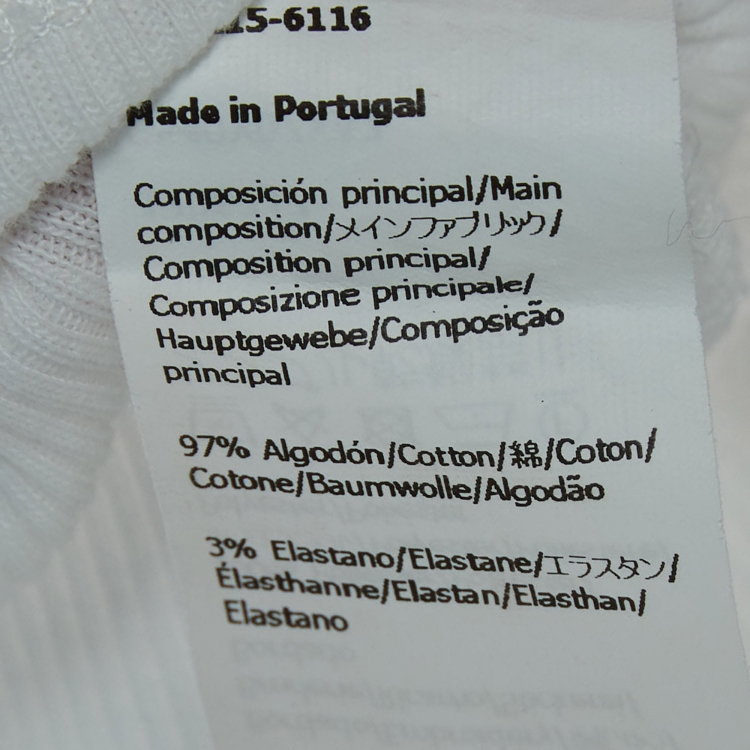 15-6116
Made in Portugal
Composición principal/Main
composition/メインファブリック/
Composition principal/
Composizione principale/
Hauptgewebe/Composição
principal
97% Algodón/Cotton/綿/Coton/
Cotone/Baumwolle/Algodão
3% Elastano/Elastane/エラスタン/
Élasthanne/Elastan/Elasthan/
Elastano